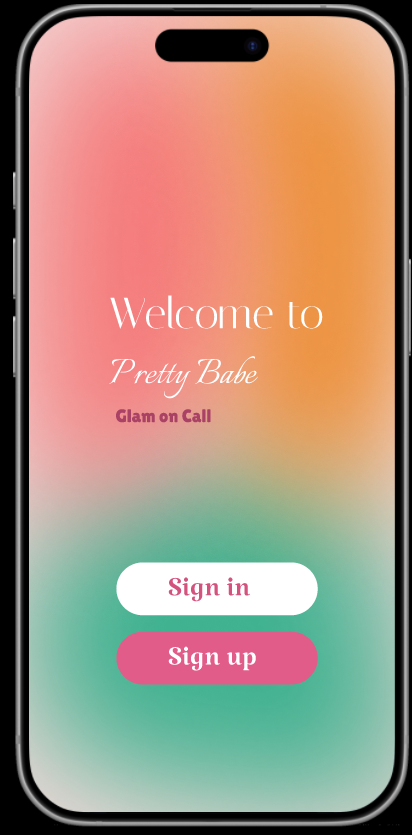 Welcome to
Pretty Babe
Glam on Call
Sign in
Sign up